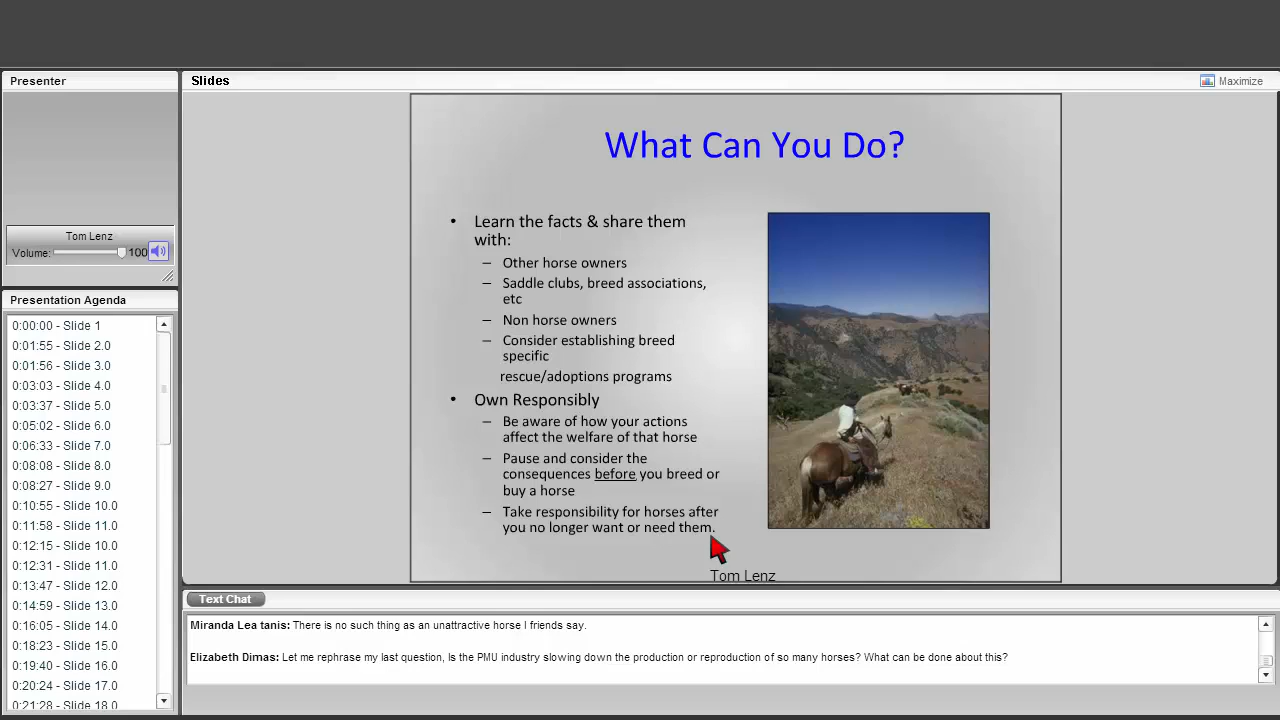 Presenter
Slides
Maximize
Tom Lenz
Volume: 100
Presentation Agenda
0:00:00 - Slide 1
0:01:55 - Slide 2.0
0:01:56 - Slide 3.0
0:03:03 - Slide 4.0
0:03:37 - Slide 5.0
0:05:02 - Slide 6.0
0:06:33 - Slide 7.0
0:08:08 - Slide 8.0
0:08:27 - Slide 9.0
0:10:55 - Slide 10.0
0:11:58 - Slide 11.0
0:12:15 - Slide 10.0
0:12:31 - Slide 11.0
0:13:47 - Slide 12.0
0:14:59 - Slide 13.0
0:16:05 - Slide 14.0
0:18:23 - Slide 15.0
0:19:40 - Slide 16.0
0:20:24 - Slide 17.0
0:21:28 - Slide 18.0
What Can You Do?
• Learn the facts & share them
with:
– Other horse owners
– Saddle clubs, breed associations,
etc
– Non horse owners
– Consider establishing breed
specific
rescue/adoptions programs
• Own Responsibly
– Be aware of how your actions
affect the welfare of that horse
– Pause and consider the
consequences before you breed or
buy a horse
– Take responsibility for horses after
you no longer want or need them.
Tom Lenz
Text Chat
Miranda Lea tanis: There is no such thing as an unattractive horse I friends say.
Elizabeth Dimas: Let me rephrase my last question, Is the PMU industry slowing down the production or reproduction of so many horses? What can be done about this?